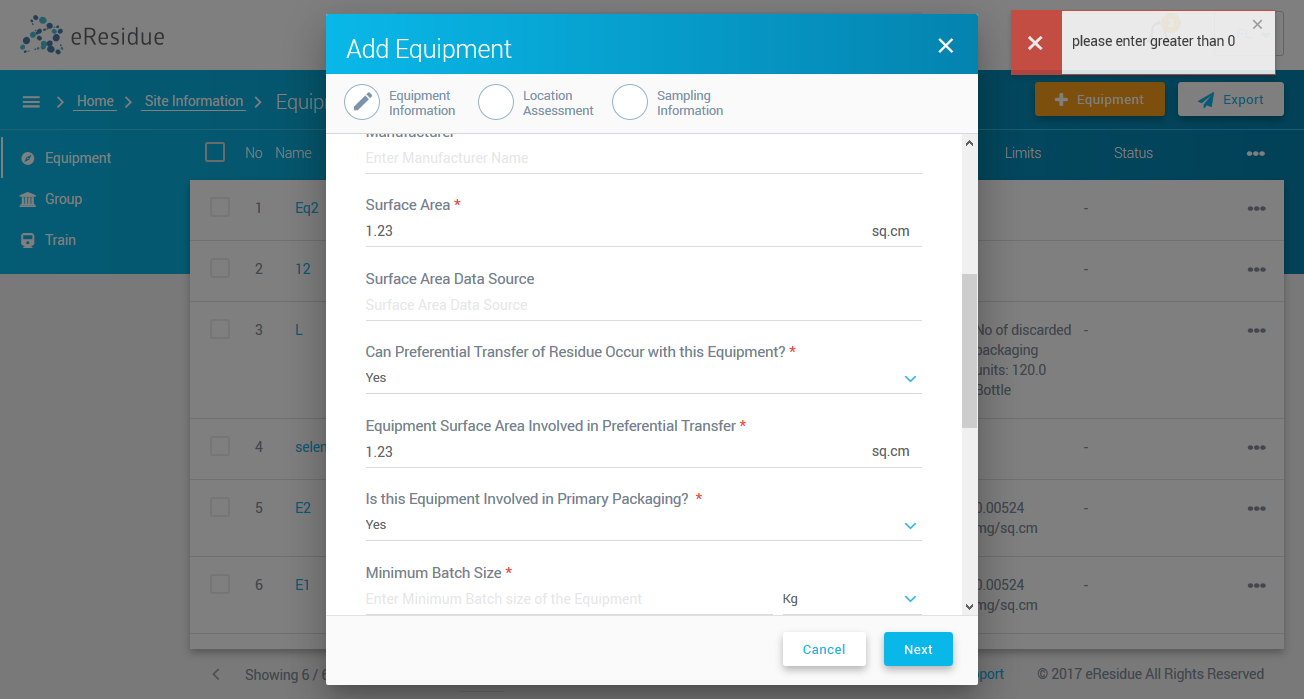 eResidue
Add Equipment
please enter greater than 0
Home
Site Information
Equip
Equipment
Export
Equipment
Information
Location
Assessment
Sampling
Information
Equipment
Group
Train
No
Name
Limits
Status
1
Eq2
-
2
12
-
3
L
No of discarded
packaging
units: 120.0
Bottle
-
4
selen
-
5
E2
0.00524
mg/sq.cm
-
6
E1
0.00524
mg/sq.cm
-
Manufacturer
Enter Manufacturer Name
Surface Area *
1.23
sq.cm
Surface Area Data Source
Surface Area Data Source
Can Preferential Transfer of Residue Occur with this Equipment? *
Yes
Equipment Surface Area Involved in Preferential Transfer *
1.23
sq.cm
Is this Equipment Involved in Primary Packaging? *
Yes
Minimum Batch Size *
Enter Minimum Batch size of the Equipment
Kg
Cancel
Next
Showing 6 / 6
port
© 2017 eResidue All Rights Reserved